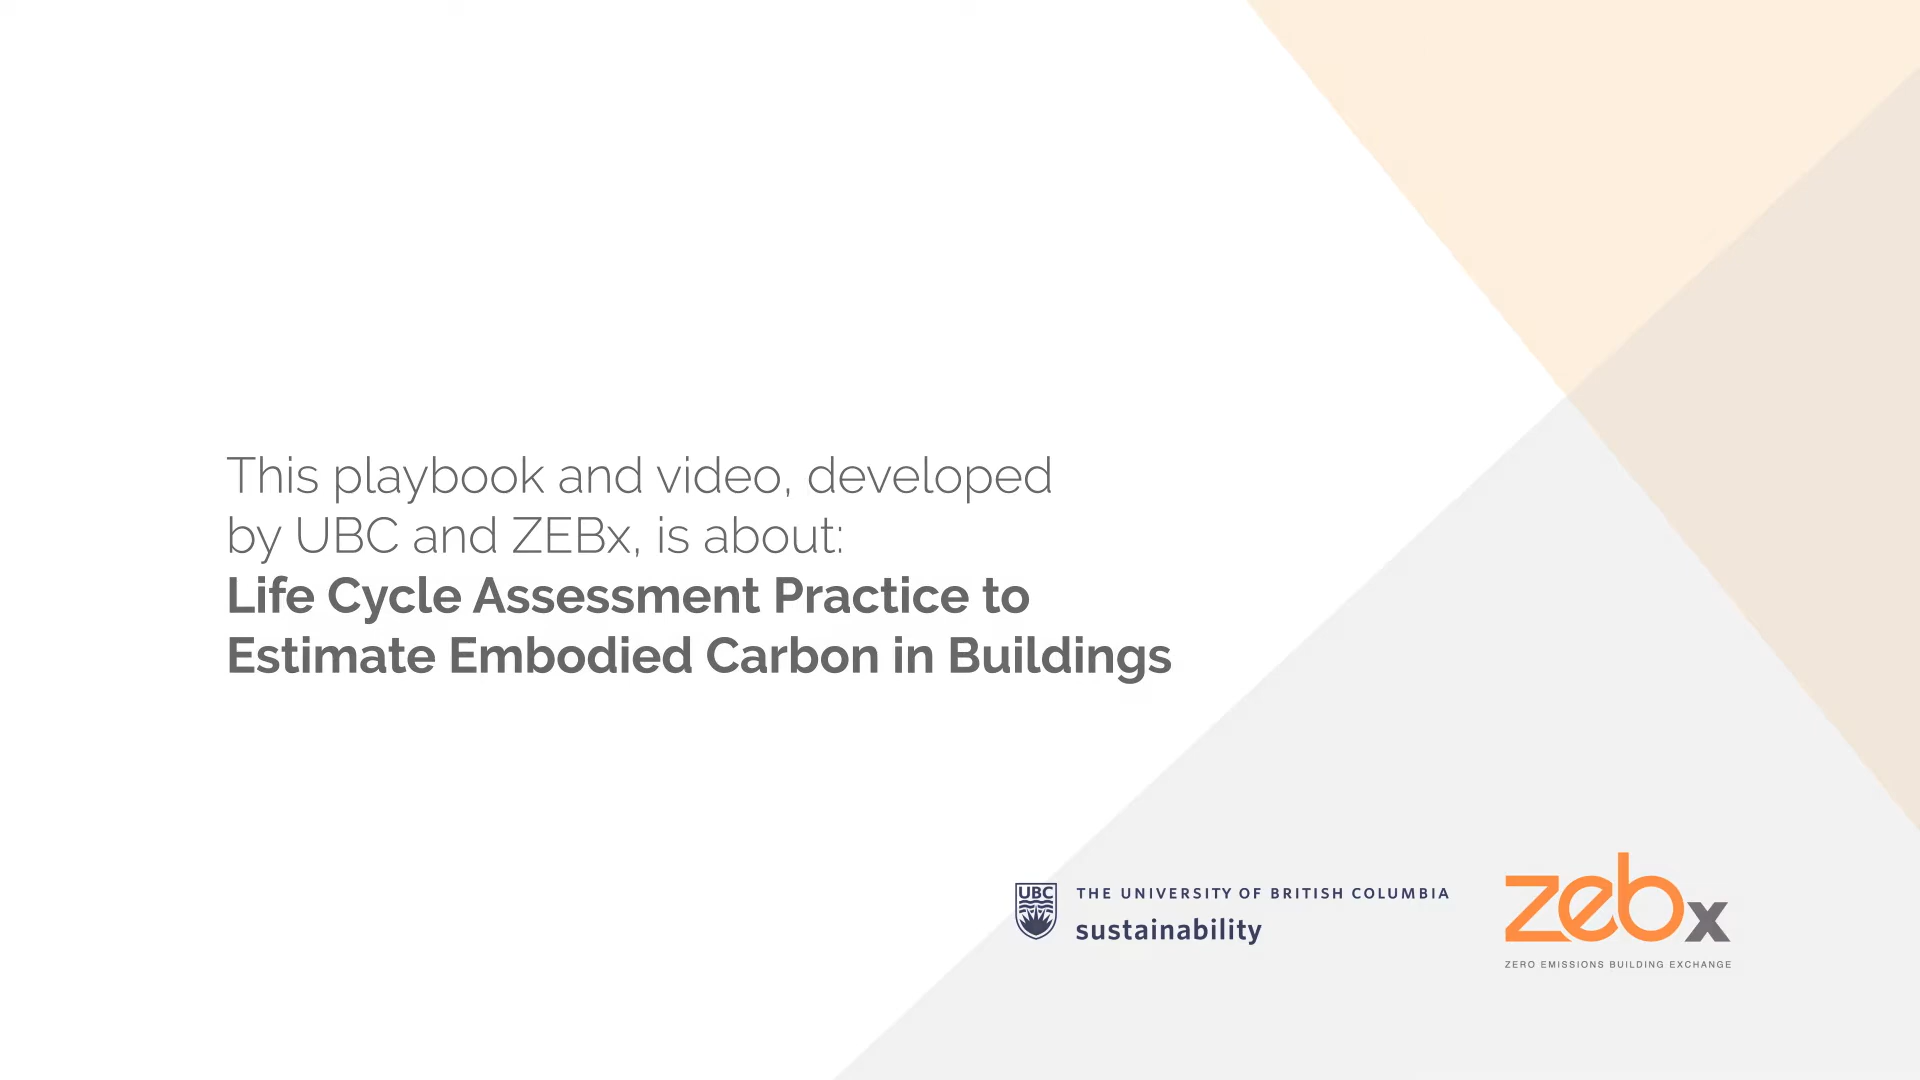 This playbook and video, developed
by UBC and ZEBx, is about:
Life Cycle Assessment Practice to
Estimate Embodied Carbon in Buildings
UBC
THE UNIVERSITY OF BRITISH COLUMBIA
sustainability
zebx
ZERO EMISSIONS BUILDING EXCHANGE